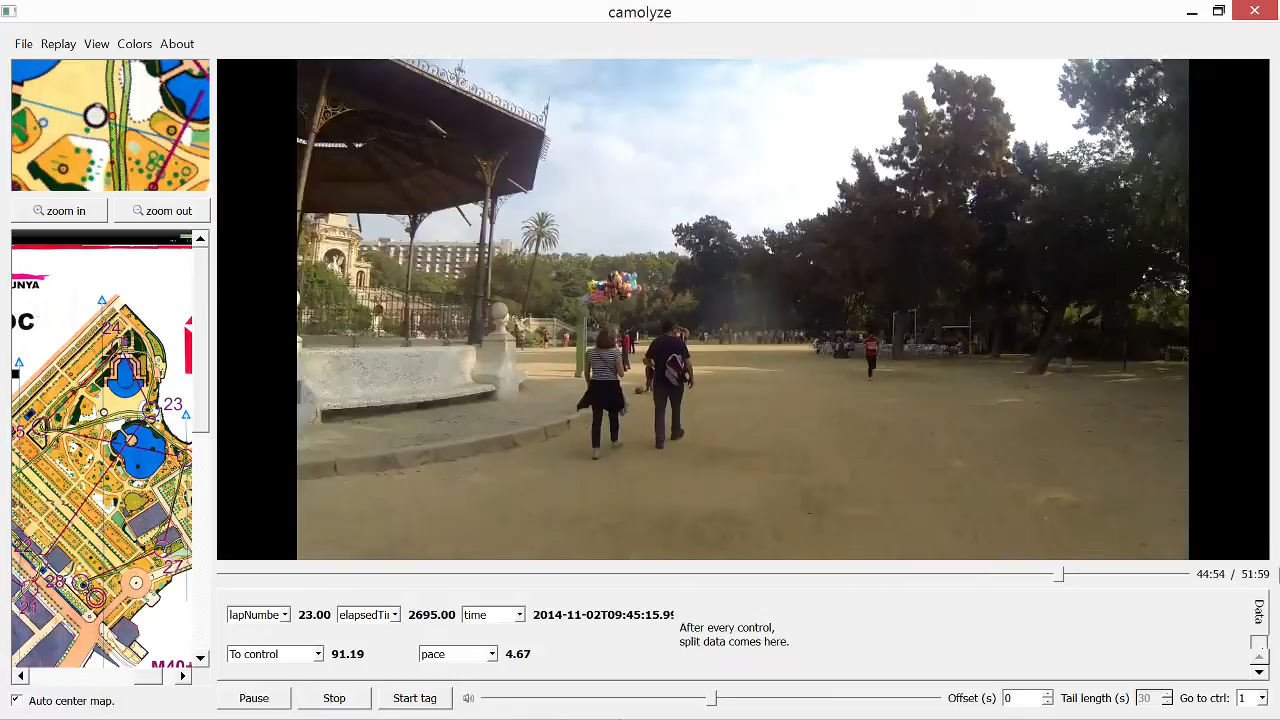 camolyze
File Replay View Colors About
zoom in zoom out
UNYA
OC
24
23
27
28
21
44:54 / 51:59
lapNumbe 23.00 elapsedTi 2695.00 time 2014-11-02T09:45:15.99
After every control,
split data comes here.
Data
To control 91.19 pace 4.67
Pause Stop Start tag Offset (s) 0 Tail length (s) 30 Go to ctrl: 1
Auto center map.